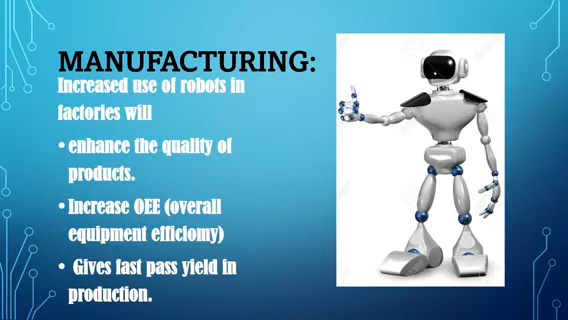 MANUFACTURING:
Increased use of robots in
factories will
• enhance the quality of
products.
• Increase OEE (overall
equipment efficiomy)
• Gives fast pass yield in
production.